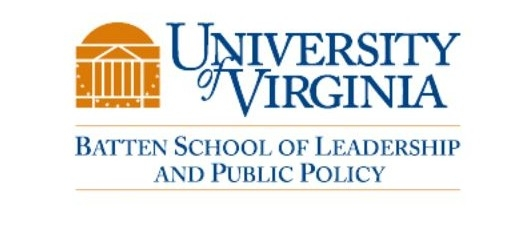 UNIVERSITY
of VIRGINIA
BATTEN SCHOOL OF LEADERSHIP
AND PUBLIC POLICY